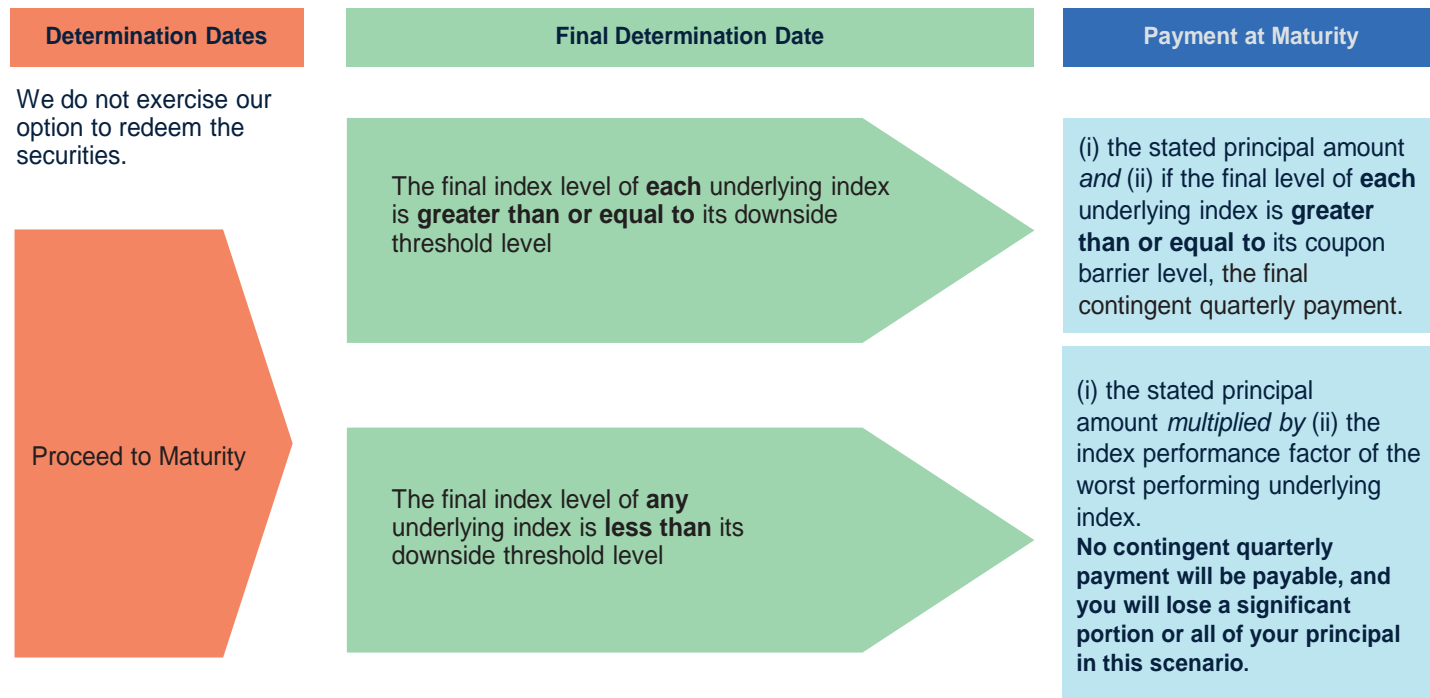 Determination Dates
Final Determination Date
Payment at Maturity
We do not exercise our
option to redeem the
securities.
Proceed to Maturity
The final index level of each underlying index
is greater than or equal to its downside
threshold level
(i) the stated principal amount
and (ii) if the final level of each
underlying index is greater
than or equal to its coupon
barrier level, the final
contingent quarterly payment.
The final index level of any
underlying index is less than its
downside threshold level
(i) the stated principal
amount multiplied by (ii) the
index performance factor of the
worst performing underlying
index.
No contingent quarterly
payment will be payable, and
you will lose a significant
portion or all of your principal
in this scenario.